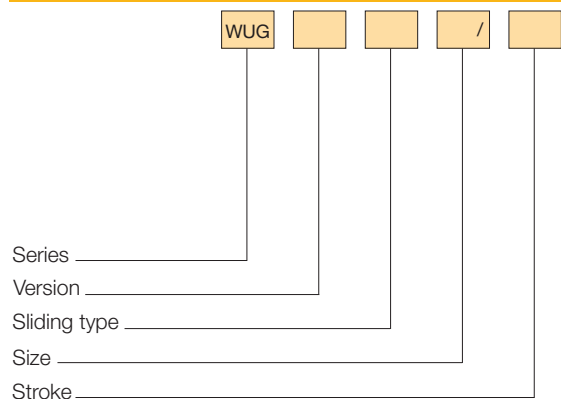 WUG /
Series
Version
Sliding type
Size
Stroke